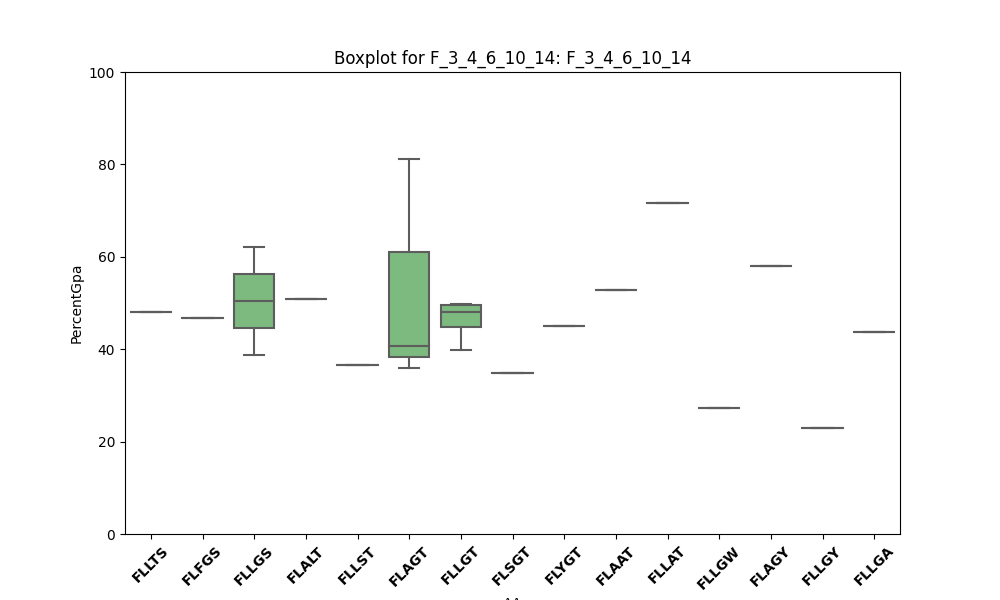 Boxplot for F_3_4_6_10_14: F_3_4_6_10_14
PercentGpa
100
80
60
40
20
0
FLLTS
FLFGS
FLLGS
FLALT
FLLST
FLAGT
FLLGT
FLSGT
FLYGT
FLAAT
FLLAT
FLLGW
FLAGY
FLLGY
FLLGA